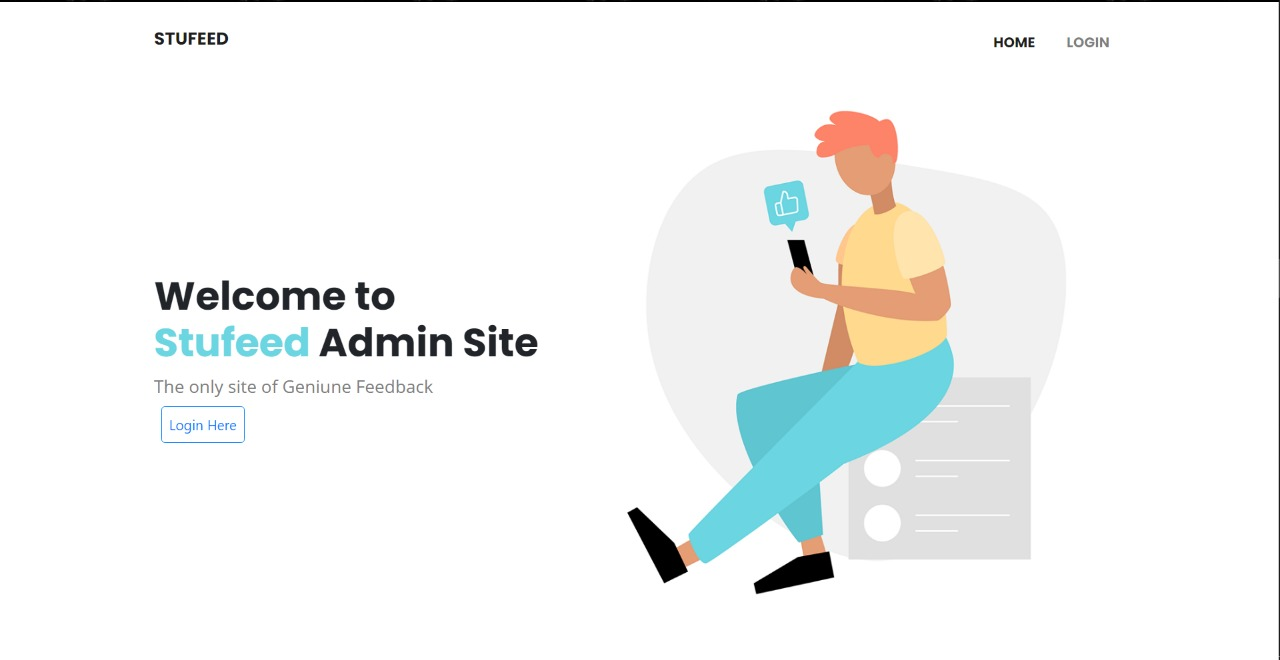 STUFEED
HOME LOGIN
Welcome to
Stufeed Admin Site
The only site of Geniune Feedback
Login Here